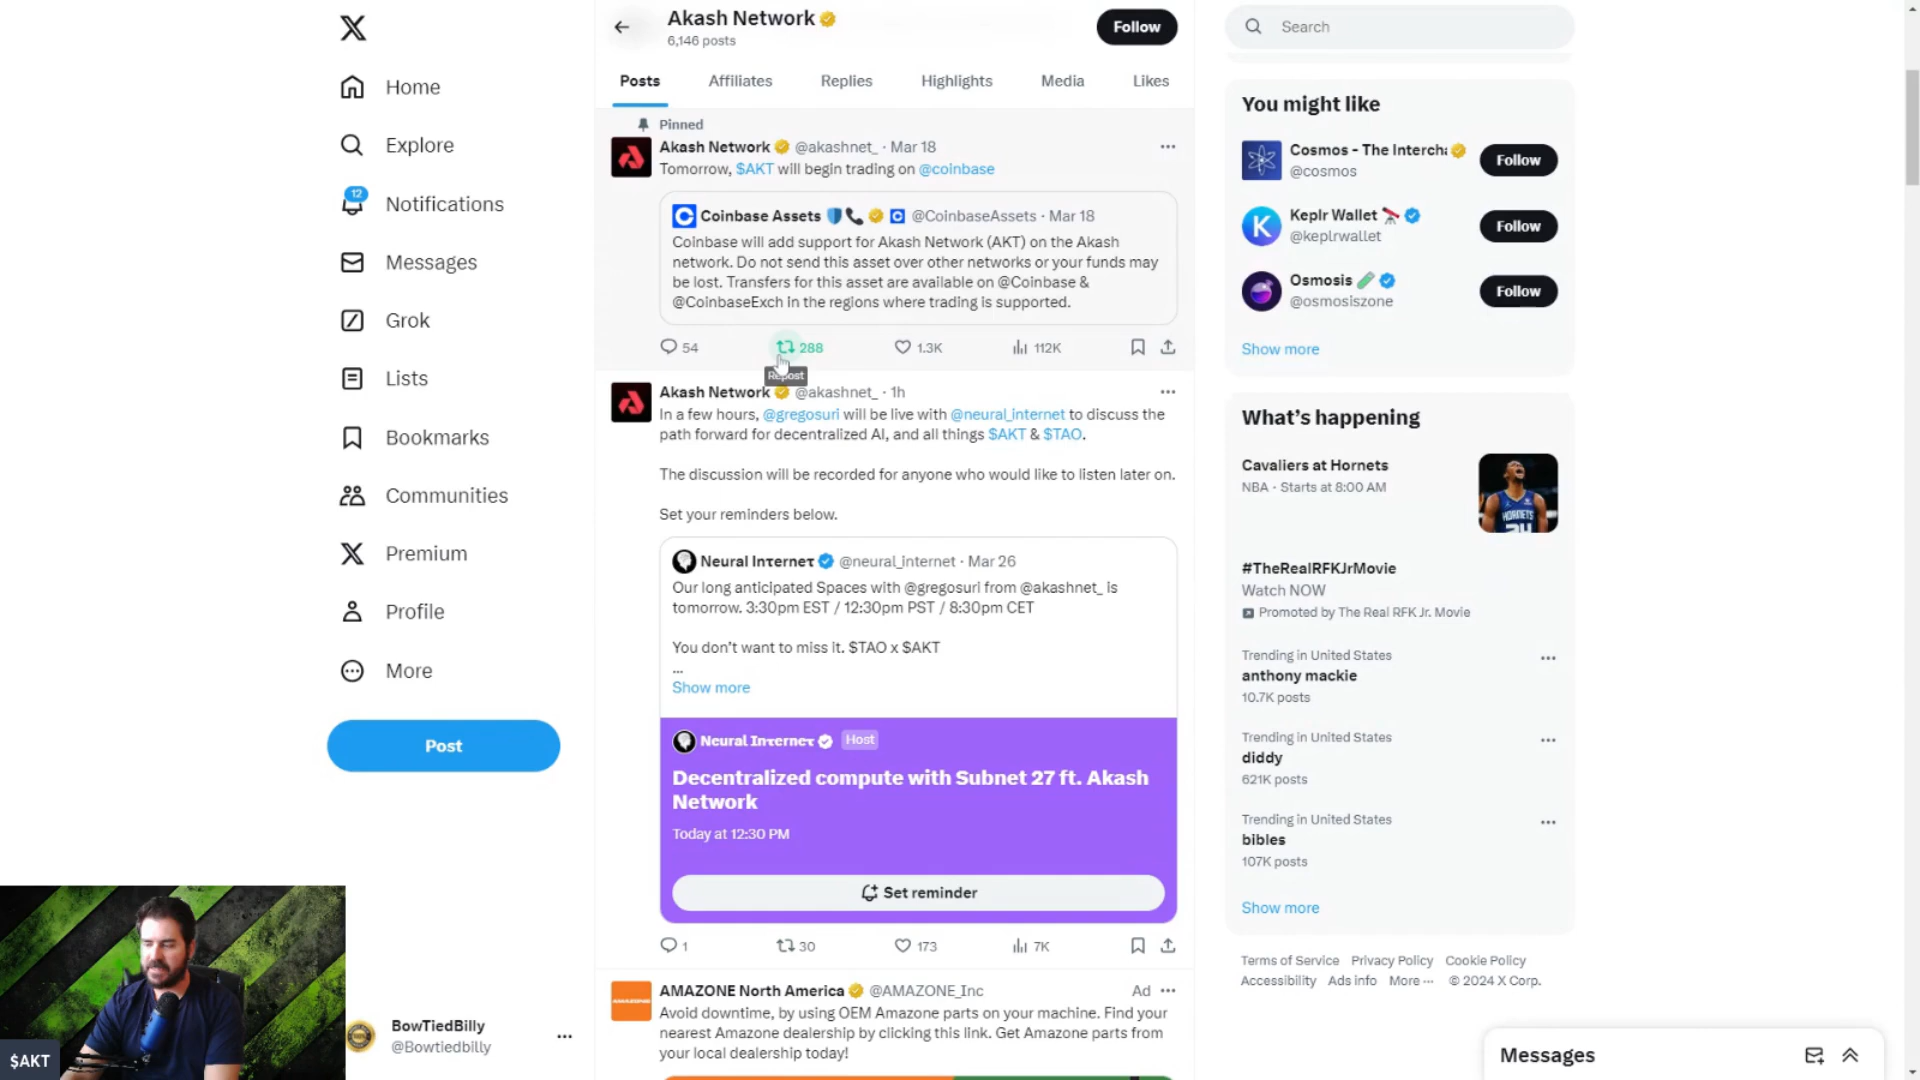 Home
Explore
12
Notifications
Messages
Grok
Lists
Bookmarks
Communities
Premium
Profile
More
Post
BowTiedBilly
@Bowtiedbilly
$AKT
Akash Network
6,146 posts
Follow
Posts
Affiliates
Replies
Highlights
Media
Likes
Pinned
Akash Network @akashnet_ · Mar 18
Tomorrow, $AKT will begin trading on @coinbase
Coinbase Assets @CoinbaseAssets · Mar 18
Coinbase will add support for Akash Network (AKT) on the Akash
network. Do not send this asset over other networks or your funds may
be lost. Transfers for this asset are available on @Coinbase &
@CoinbaseExch in the regions where trading is supported.
54
288
1.3K
112K
Repost
Akash Network @akashnet_ · 1h
In a few hours, @gregosuri will be live with @neural_internet to discuss the
path forward for decentralized AI, and all things $AKT & $TAO.
The discussion will be recorded for anyone who would like to listen later on.
Set your reminders below.
Neural Inτerneτ @neural_internet · Mar 26
Our long anticipated Spaces with @gregosuri from @akashnet_ is
tomorrow. 3:30pm EST / 12:30pm PST / 8:30pm CET
You don't want to miss it. $TAO x $AKT
...
Show more
Neural Inτerneτ Host
Decentralized compute with Subnet 27 ft. Akash
Network
Today at 12:30 PM
Set reminder
1
30
173
7K
AMAZONE North America @AMAZONE_Inc
Ad
Avoid downtime, by using OEM Amazone parts on your machine. Find your
nearest Amazone dealership by clicking this link. Get Amazone parts from
your local dealership today!
Search
You might like
Cosmos - The Interch
@cosmos
Follow
Keplr Wallet
@keplrwallet
Follow
Osmosis
@osmosiszone
Follow
Show more
What's happening
Cavaliers at Hornets
NBA · Starts at 8:00 AM
HORNETS
#TheRealRFKJrMovie
Watch NOW
Promoted by The Real RFK Jr. Movie
Trending in United States
anthony mackie
10.7K posts
Trending in United States
diddy
621K posts
Trending in United States
bibles
107K posts
Show more
Terms of Service Privacy Policy Cookie Policy
Accessibility Ads info More ··· © 2024 X Corp.
Messages